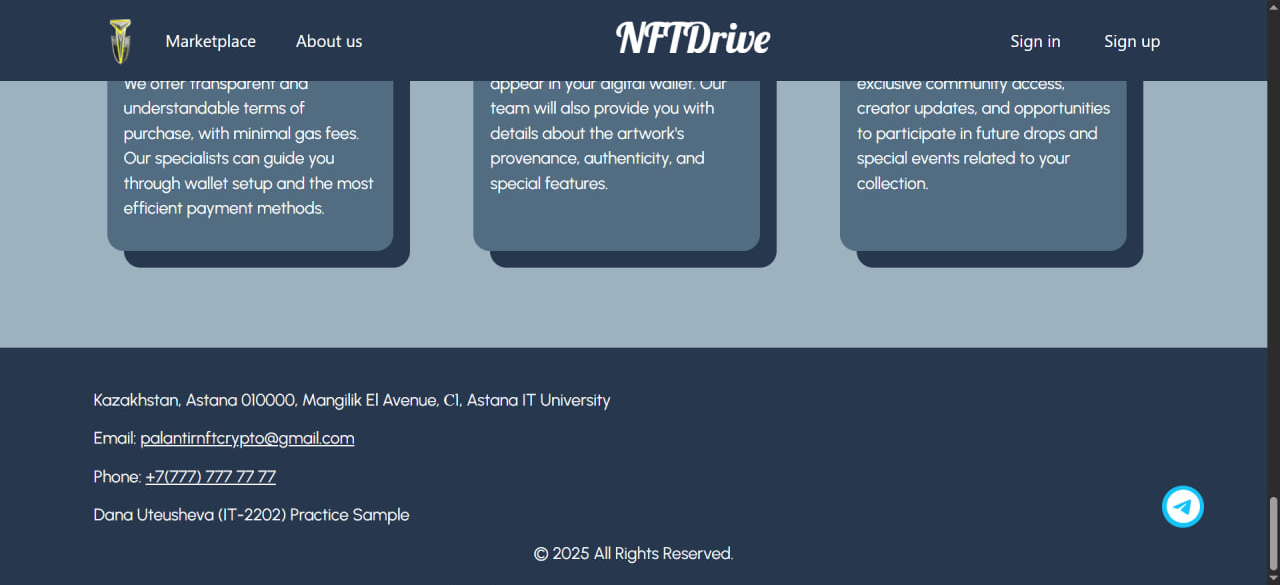 Marketplace
About us
NFTDrive
Sign in
Sign up
We offer transparent and
understandable terms of
purchase, with minimal gas fees.
Our specialists can guide you
through wallet setup and the most
efficient payment methods.
appear in your digital wallet. Our
team will also provide you with
details about the artwork's
provenance, authenticity, and
special features.
exclusive community access,
creator updates, and opportunities
to participate in future drops and
special events related to your
collection.
Kazakhstan, Astana 010000, Mangilik El Avenue, С1, Astana IT University
Email: palantirnftcrypto@gmail.com
Phone: +7(777) 777 77 77
Dana Uteusheva (IT-2202) Practice Sample
© 2025 All Rights Reserved.